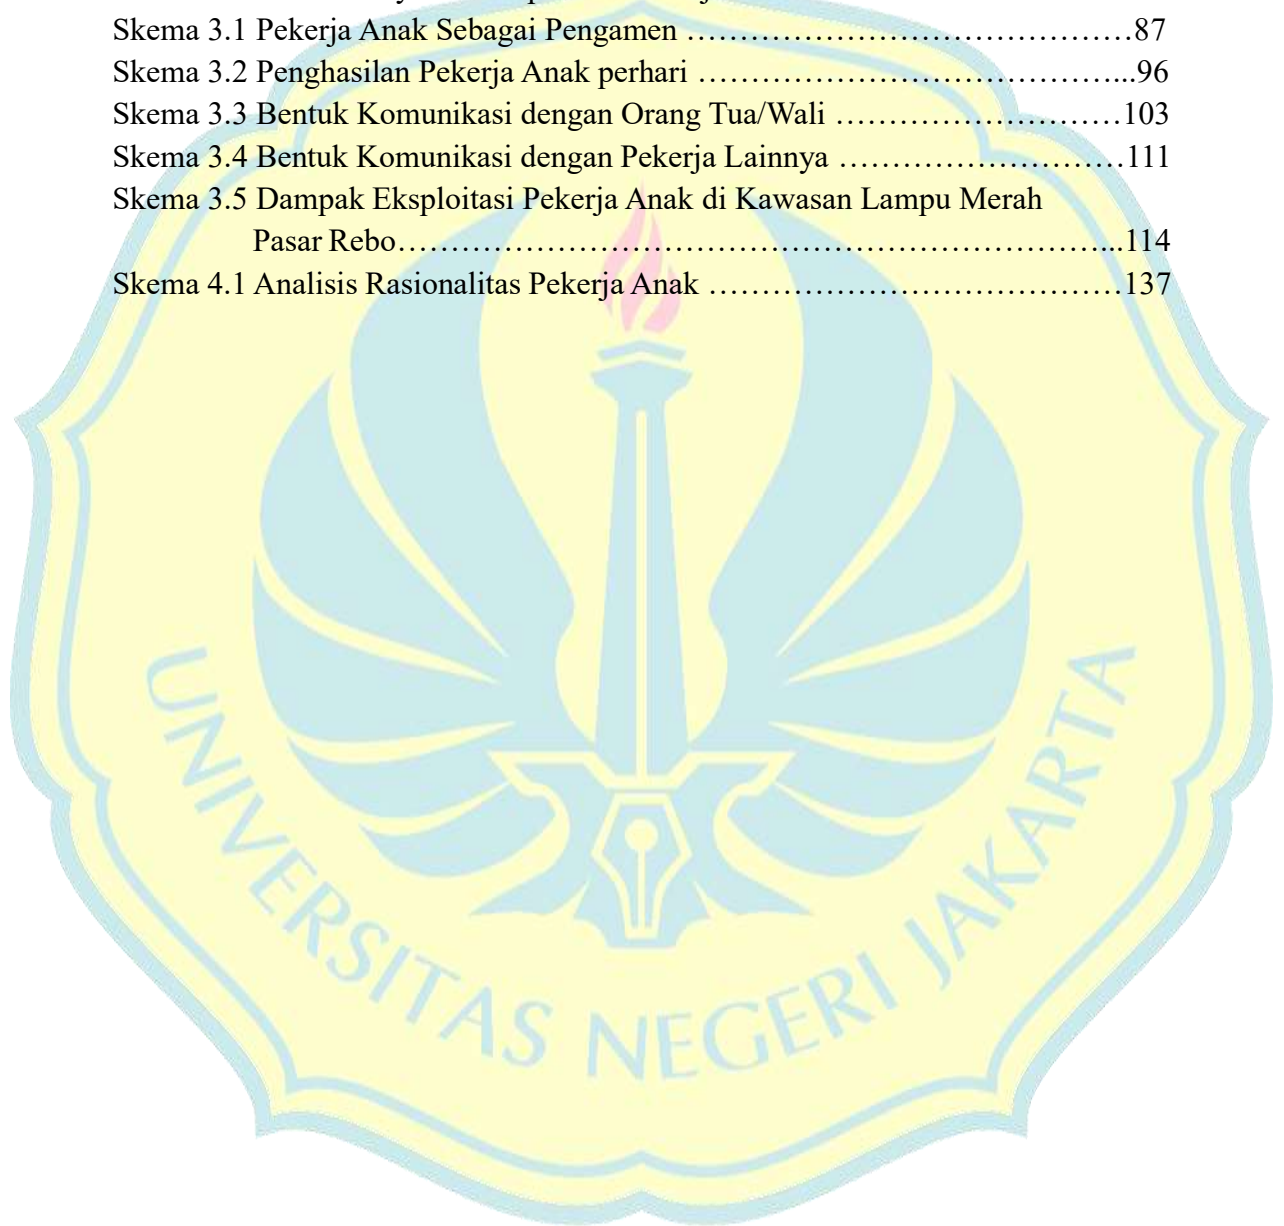 Skema 3.1 Pekerja Anak Sebagai Pengamen ……………………………………87
Skema 3.2 Penghasilan Pekerja Anak perhari …………………………………...96
Skema 3.3 Bentuk Komunikasi dengan Orang Tua/Wali ………………………103
Skema 3.4 Bentuk Komunikasi dengan Pekerja Lainnya ………………………111
Skema 3.5 Dampak Eksploitasi Pekerja Anak di Kawasan Lampu Merah
Pasar Rebo……………………………………………………………..114
Skema 4.1 Analisis Rasionalitas Pekerja Anak …………………………………137
UNIVERSITAS NEGERI JAKARTA